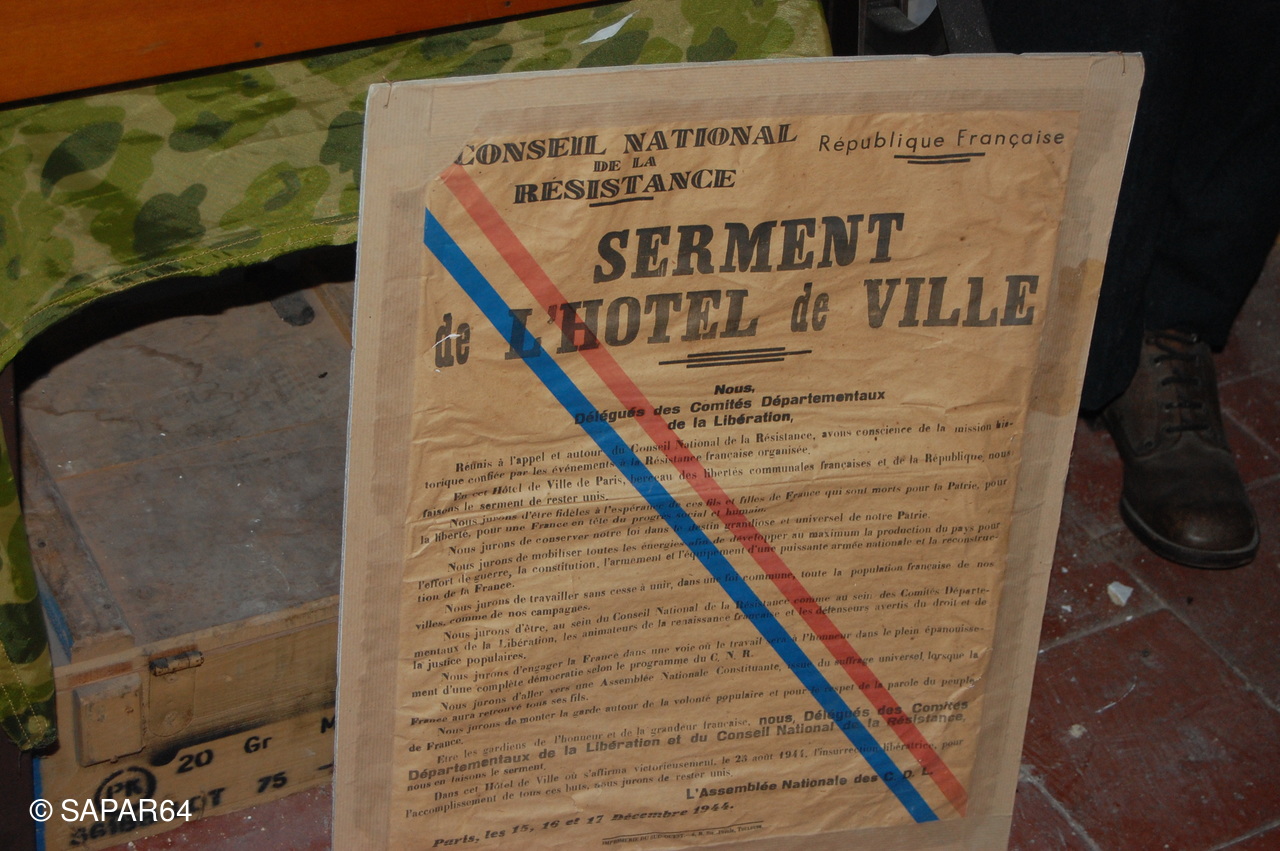 CONSEIL NATIONAL
DE LA
RÉSISTANCE
République Française
SERMENT
de L'HOTEL de VILLE
Nous,
Délégués des Comités Départementaux
de la Libération,
Réunis à l'appel et autour du Conseil National de la Résistance, avons conscience de la mission his-
torique confiée par les événements à la Résistance française organisée.
En cet Hôtel de Ville de Paris, berceau des libertés communales françaises et de la République, nous
faisons le serment de rester unis.
Nous jurons d'être fidèles à l'espérance de ces fils et filles de France qui sont morts pour la Patrie, pour
la liberté, pour une France en tête du progrès social et humain.
Nous jurons de conserver notre foi dans le destin grandiose et universel de notre Patrie.
Nous jurons de mobiliser toutes les énergies afin de développer au maximum la production du pays pour
l'effort de guerre, la constitution, l'armement et l'équipement d'une puissante armée nationale et la reconstruc-
tion de la France.
Nous jurons de travailler sans cesse à unir, dans une foi commune, toute la population française de nos
villes, comme de nos campagnes.
Nous jurons d'être, au sein du Conseil National de la Résistance comme au sein des Comités Départe-
mentaux de la Libération, les animateurs de la renaissance française et les défenseurs avertis du droit et de
la justice populaires.
Nous jurons d'engager la France dans une voie où le travail sera à l'honneur dans le plein épanouisse-
ment d'une complète démocratie selon le programme du C. N. R.
Nous jurons d'aller vers une Assemblée Nationale Constituante, issue du suffrage universel, lorsque la
France aura retrouvé tous ses fils.
Nous jurons de monter la garde autour de la volonté populaire et pour le respet de la parole du peuple
de France.
Etre les gardiens de l'honneur et de la grandeur française, nous, Délégués des Comités
Départementaux de la Libération et du Conseil National de la Résistance,
nous en faisons le serment.
Dans cet Hôtel de Ville où s'affirma victorieusement, le 23 août 1944, l'insurrection libératrice, pour
l'accomplissement de tous ces buts, nous jurons de rester unis.
L'Assemblée Nationale des C. D. L.
Paris, les 15, 16 et 17 Décembre 1944.
20 Gr
PK
OT 75
© SAPAR64